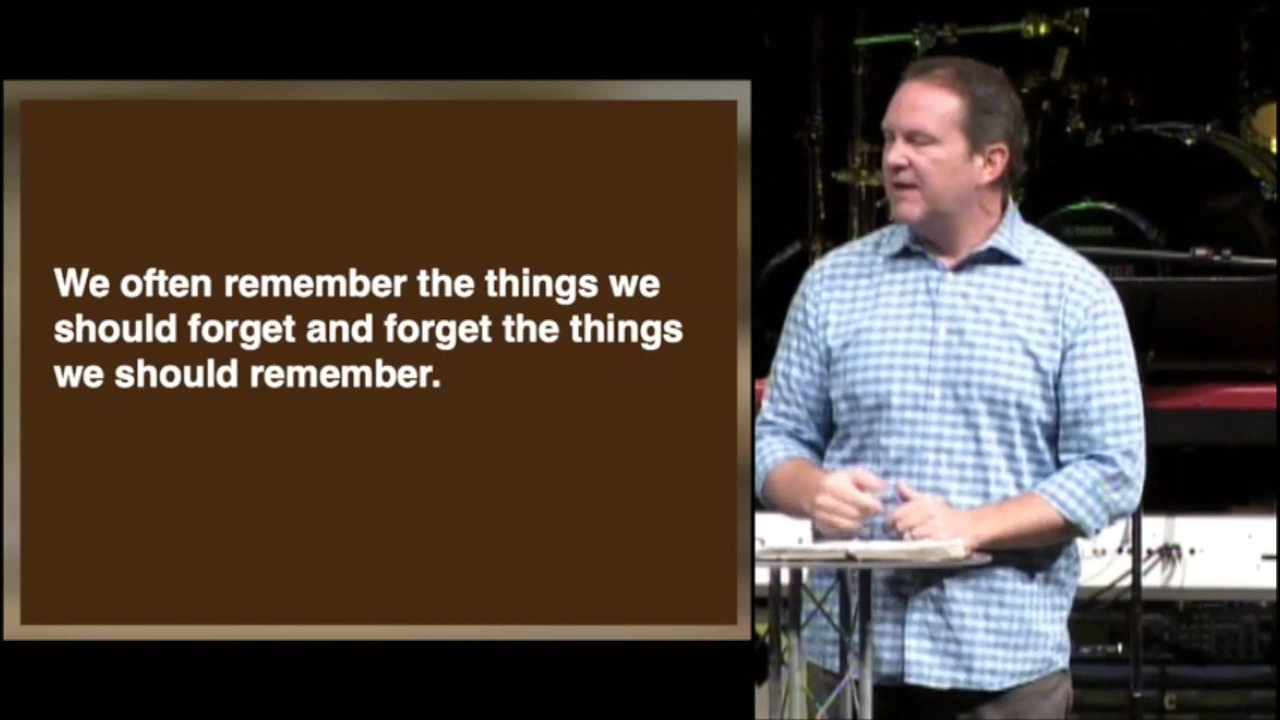 We often remember the things we
should forget and forget the things
we should remember.